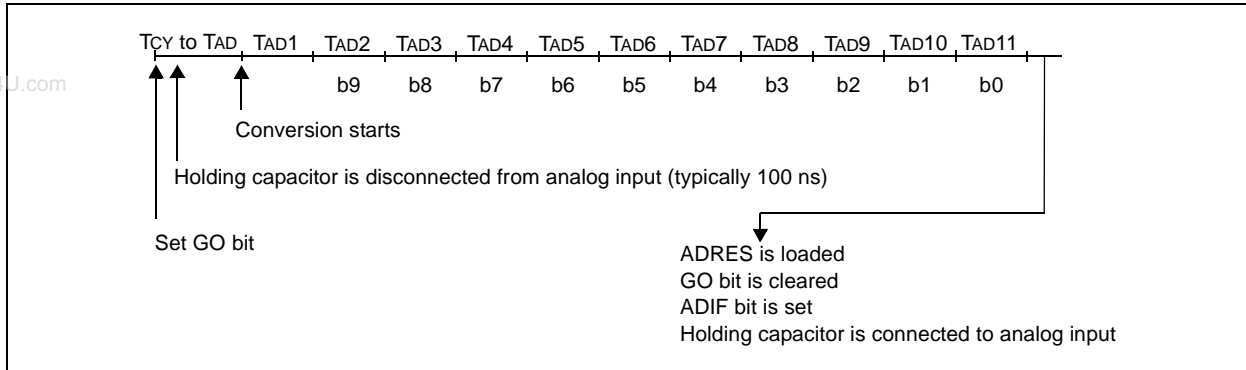 TCY to TAD TAD1 TAD2 TAD3 TAD4 TAD5 TAD6 TAD7 TAD8 TAD9 TAD10 TAD11
b9 b8 b7 b6 b5 b4 b3 b2 b1 b0
4U.com
Conversion starts
Holding capacitor is disconnected from analog input (typically 100 ns)
Set GO bit
ADRES is loaded
GO bit is cleared
ADIF bit is set
Holding capacitor is connected to analog input